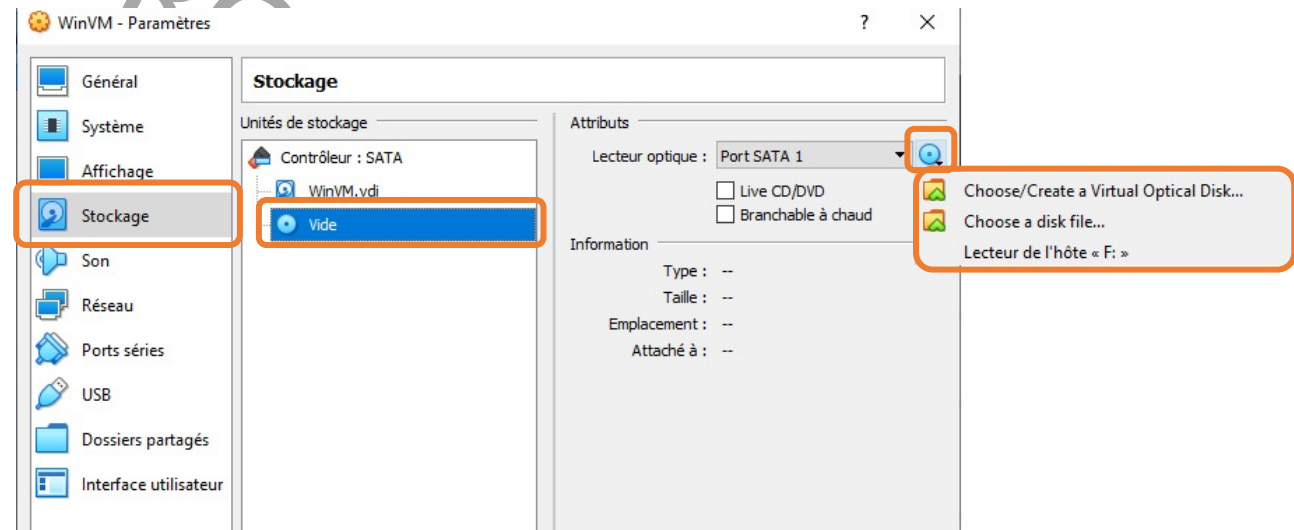 WinVM - Paramètres
?
Général
Système
Affichage
Stockage
Son
Réseau
Ports séries
USB
Dossiers partagés
Interface utilisateur
Stockage
Unités de stockage
Contrôleur : SATA
WinVM.vdi
Vide
Attributs
Lecteur optique : Port SATA 1
Live CD/DVD
Branchable à chaud
Information
Type : --
Taille : --
Emplacement : --
Attaché à : --
Choose/Create a Virtual Optical Disk...
Choose a disk file...
Lecteur de l'hôte « F: »